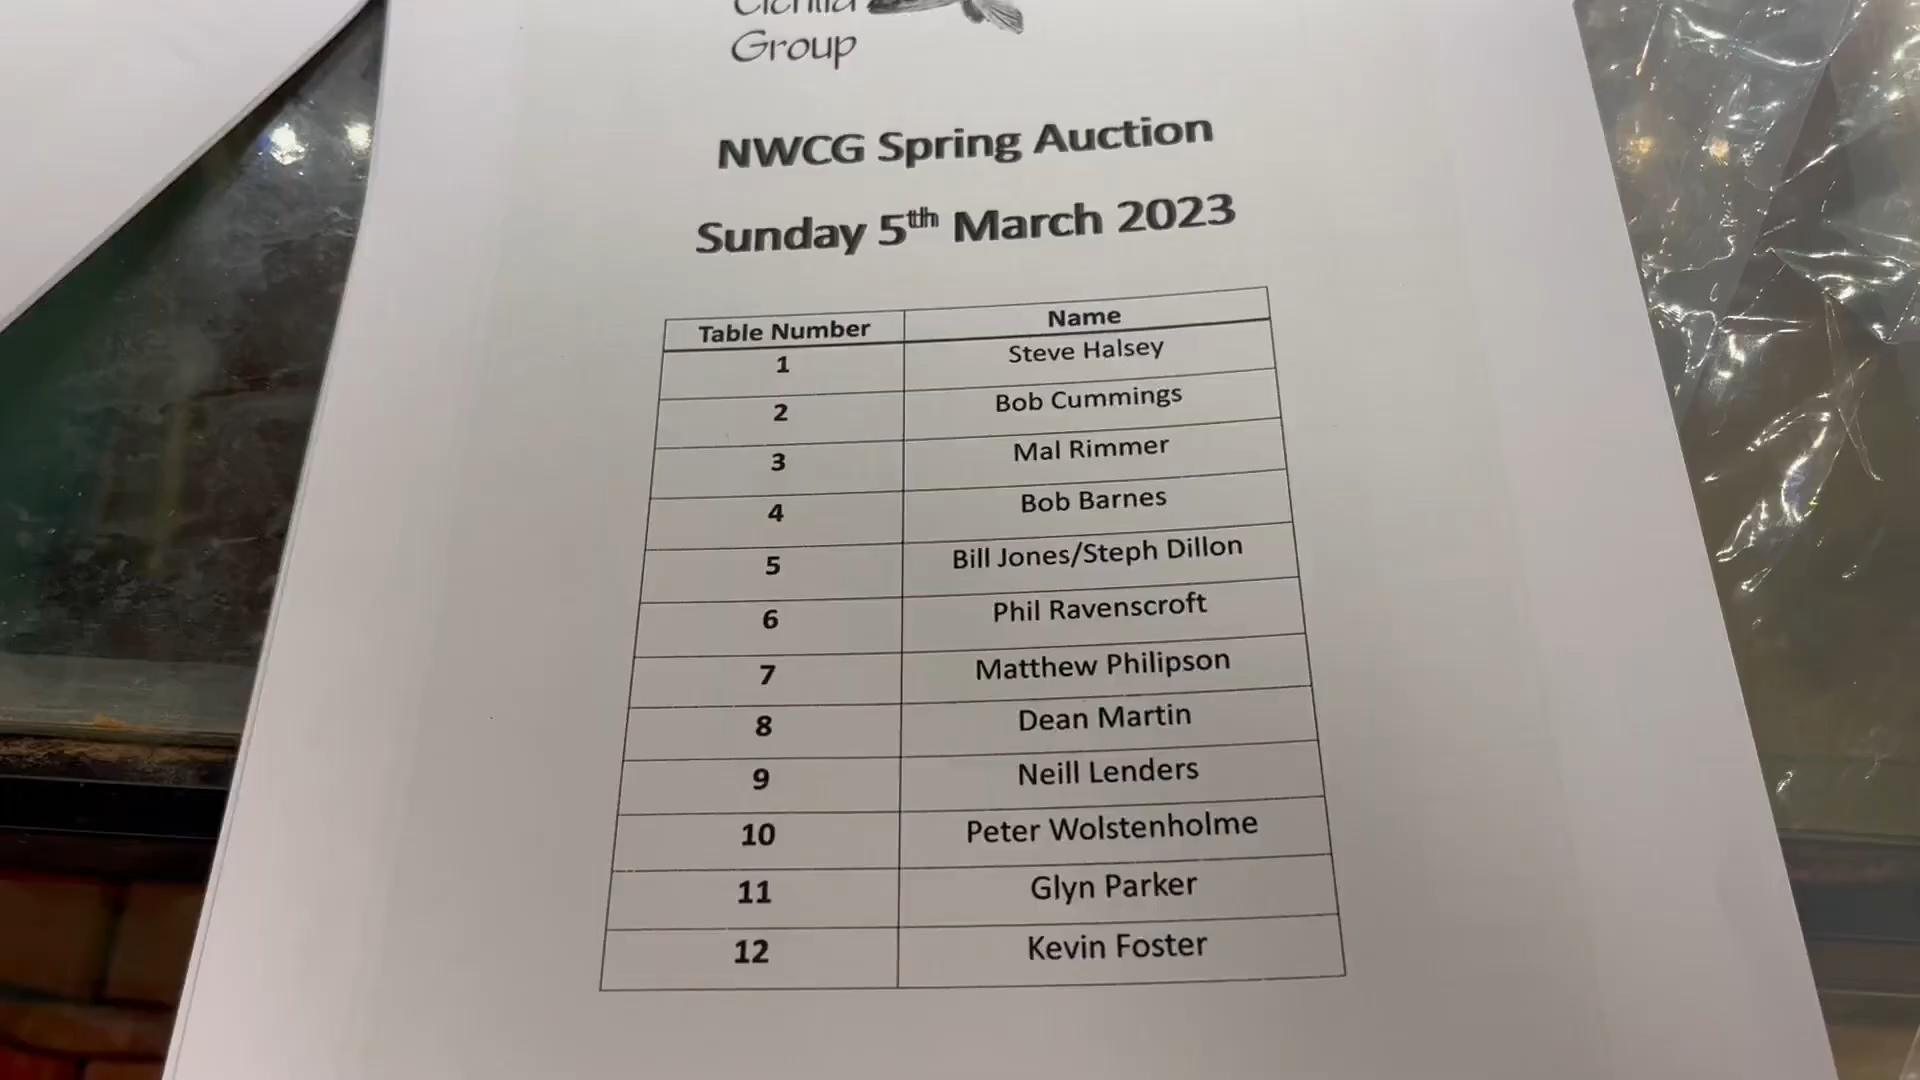 Group
NWCG Spring Auction
Sunday 5th March 2023
Table Number Name
1 Steve Halsey
2 Bob Cummings
3 Mal Rimmer
4 Bob Barnes
5 Bill Jones/Steph Dillon
6 Phil Ravenscroft
7 Matthew Philipson
8 Dean Martin
9 Neill Lenders
10 Peter Wolstenholme
11 Glyn Parker
12 Kevin Foster